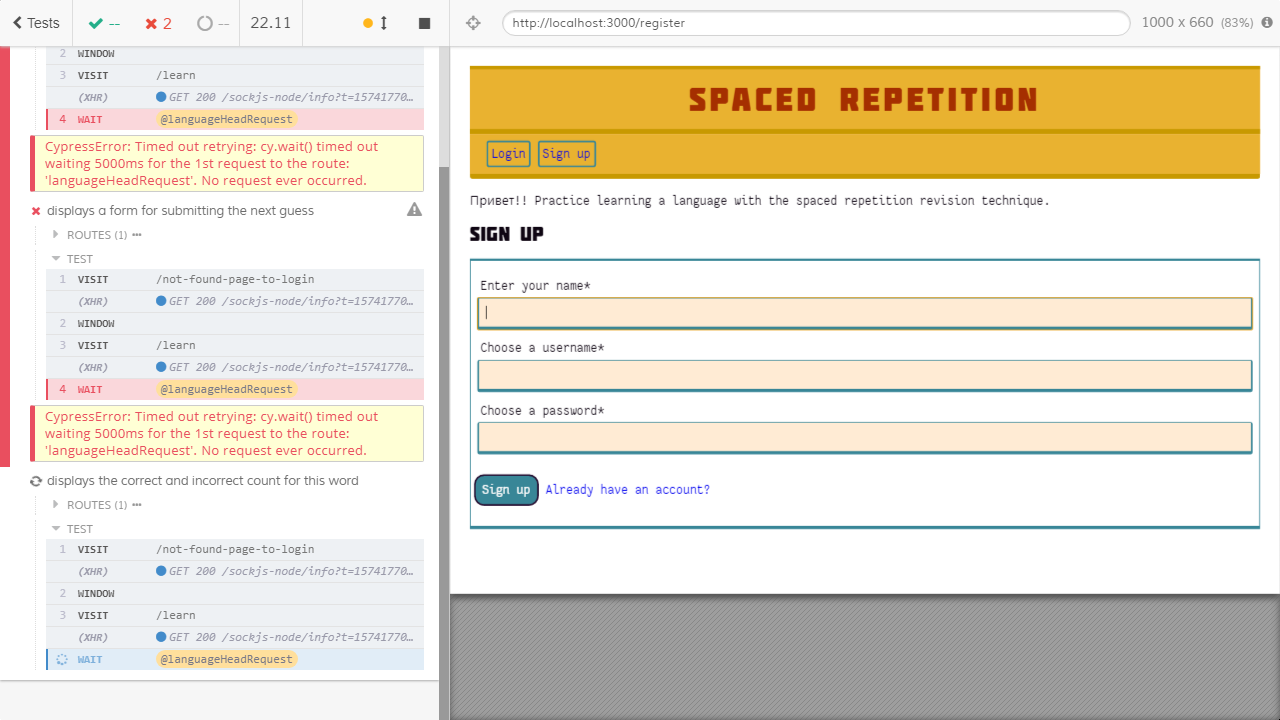 Tests
--
2
--
22.11
http://localhost:3000/register
1000 x 660 (83%)
2 WINDOW
3 VISIT /learn
(XHR) GET 200 /sockjs-node/info?t=15741770…
4 WAIT @languageHeadRequest
CypressError: Timed out retrying: cy.wait() timed out
waiting 5000ms for the 1st request to the route:
'languageHeadRequest'. No request ever occurred.
displays a form for submitting the next guess
ROUTES (1) •••
TEST
1 VISIT /not-found-page-to-login
(XHR) GET 200 /sockjs-node/info?t=15741770…
2 WINDOW
3 VISIT /learn
(XHR) GET 200 /sockjs-node/info?t=15741770…
4 WAIT @languageHeadRequest
CypressError: Timed out retrying: cy.wait() timed out
waiting 5000ms for the 1st request to the route:
'languageHeadRequest'. No request ever occurred.
displays the correct and incorrect count for this word
ROUTES (1) •••
TEST
1 VISIT /not-found-page-to-login
(XHR) GET 200 /sockjs-node/info?t=15741770…
2 WINDOW
3 VISIT /learn
(XHR) GET 200 /sockjs-node/info?t=15741770…
WAIT @languageHeadRequest
SPACED REPETITION
Login Sign up
Привет!! Practice learning a language with the spaced repetition revision technique.
SIGN UP
Enter your name*
Choose a username*
Choose a password*
Sign up Already have an account?